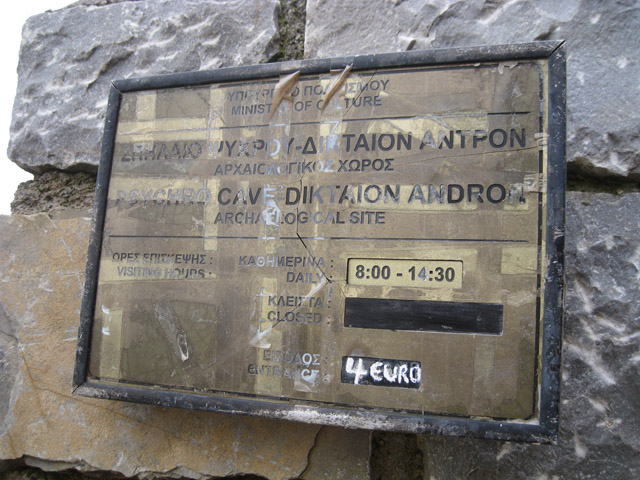 ΥΠΟΥΡΓΕΙΟ ΠΟΛΙΤΙΣΜΟΥ
MINISTRY OF CULTURE
ΣΠΗΛΑΙΟ ΨΥΧΡΟΥ-ΔΙΚΤΑΙΟΝ ΑΝΤΡΟΝ
ΑΡΧΑΙΟΛΟΓΙΚΟΣ ΧΩΡΟΣ
PSYCHRO CAVE DIKTAION ANDRON
ARCHAEOLOGICAL SITE
ΩΡΕΣ ΕΠΙΣΚΕΨΗΣ : ΚΑΘΗΜΕΡΙΝΑ :
VISITING HOURS : DAILY : 8:00 - 14:30
ΚΛΕΙΣΤΑ :
CLOSED :
ΕΙΣΟΔΟΣ :
ENTRANCE : 4 EURO